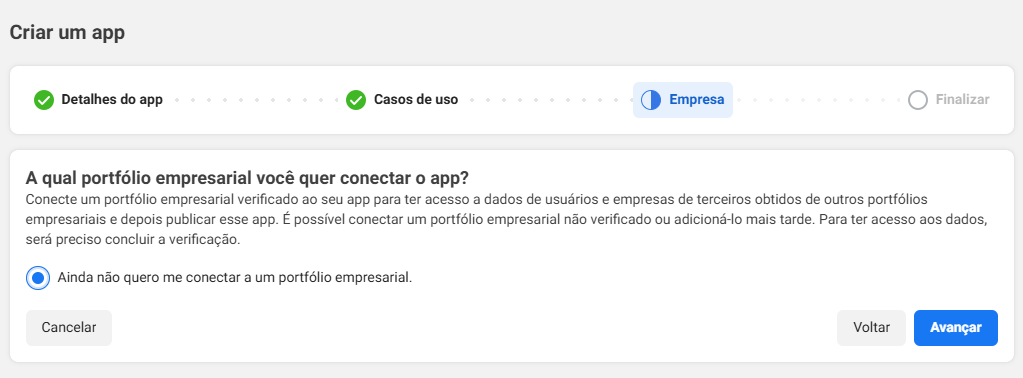 Criar um app
Detalhes do app
Casos de uso
Empresa
Finalizar
A qual portfólio empresarial você quer conectar o app?
Conecte um portfólio empresarial verificado ao seu app para ter acesso a dados de usuários e empresas de terceiros obtidos de outros portfólios
empresariais e depois publicar esse app. É possível conectar um portfólio empresarial não verificado ou adicioná-lo mais tarde. Para ter acesso aos dados,
será preciso concluir a verificação.
Ainda não quero me conectar a um portfólio empresarial.
Cancelar
Voltar
Avançar